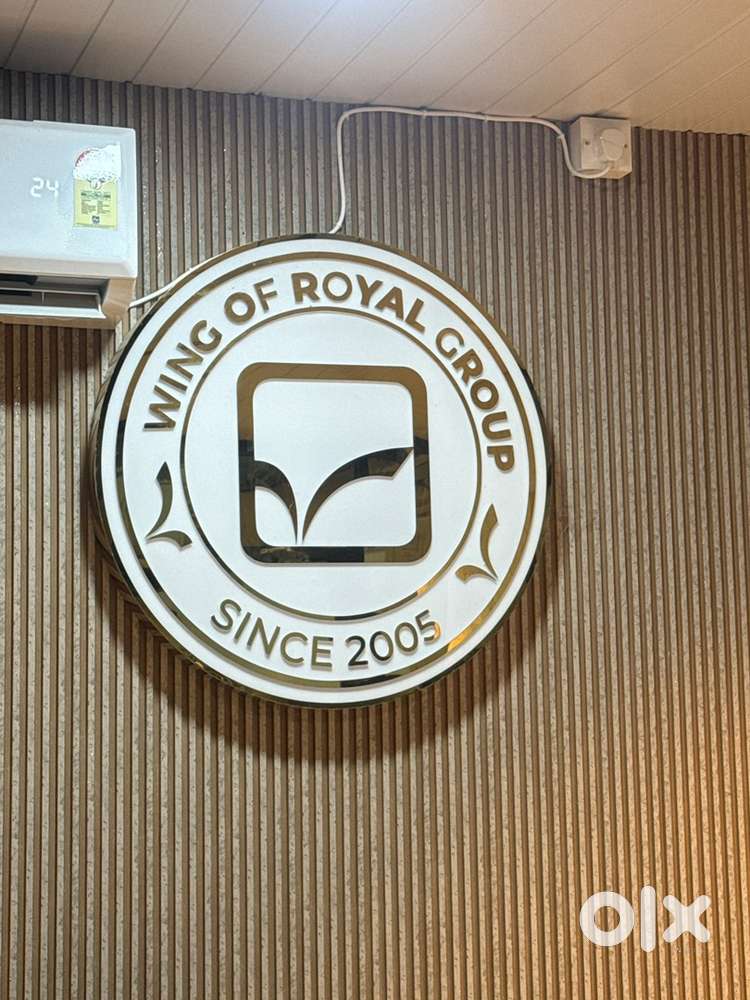 24
WING OF ROYAL GROUP
SINCE 2005
olx